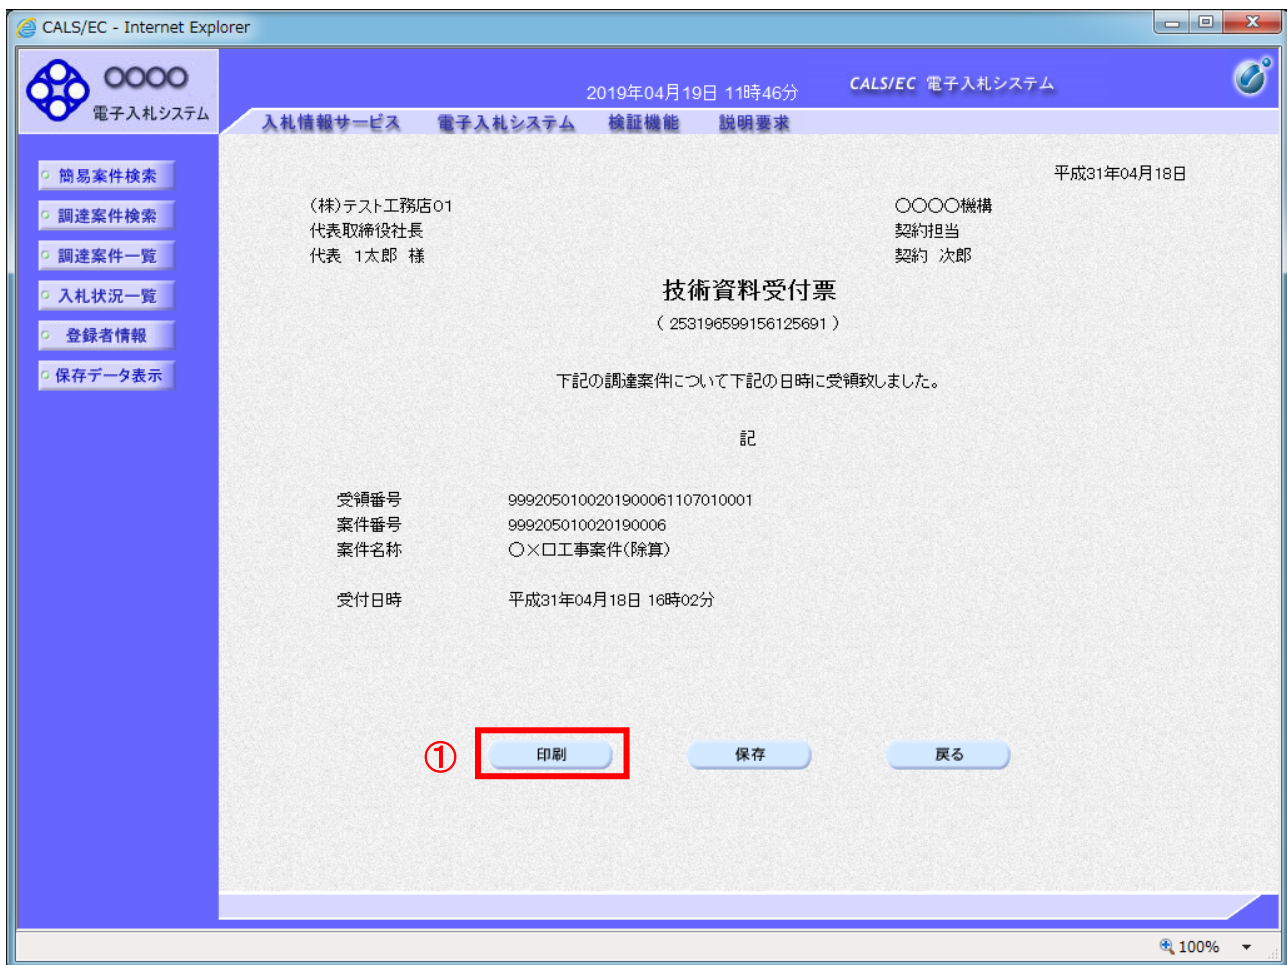 CALS/EC - Internet Explorer
○○○○
電子入札システム
2019年04月19日 11時46分
CALS/EC 電子入札システム
入札情報サービス 電子入札システム 検証機能 説明要求
簡易案件検索
調達案件検索
調達案件一覧
入札状況一覧
登録者情報
保存データ表示
平成31年04月18日
(株)テスト工務店01
代表取締役社長
代表 1太郎 様
○○○○機構
契約担当
契約 次郎
技術資料受付票
( 253196599156125691 )
下記の調達案件について下記の日時に受領致しました。
記
受領番号 9992050100201900061107010001
案件番号 999205010020190006
案件名称 ○×口工事案件(除算)
受付日時 平成31年04月18日 16時02分
① 印刷 保存 戻る
100%